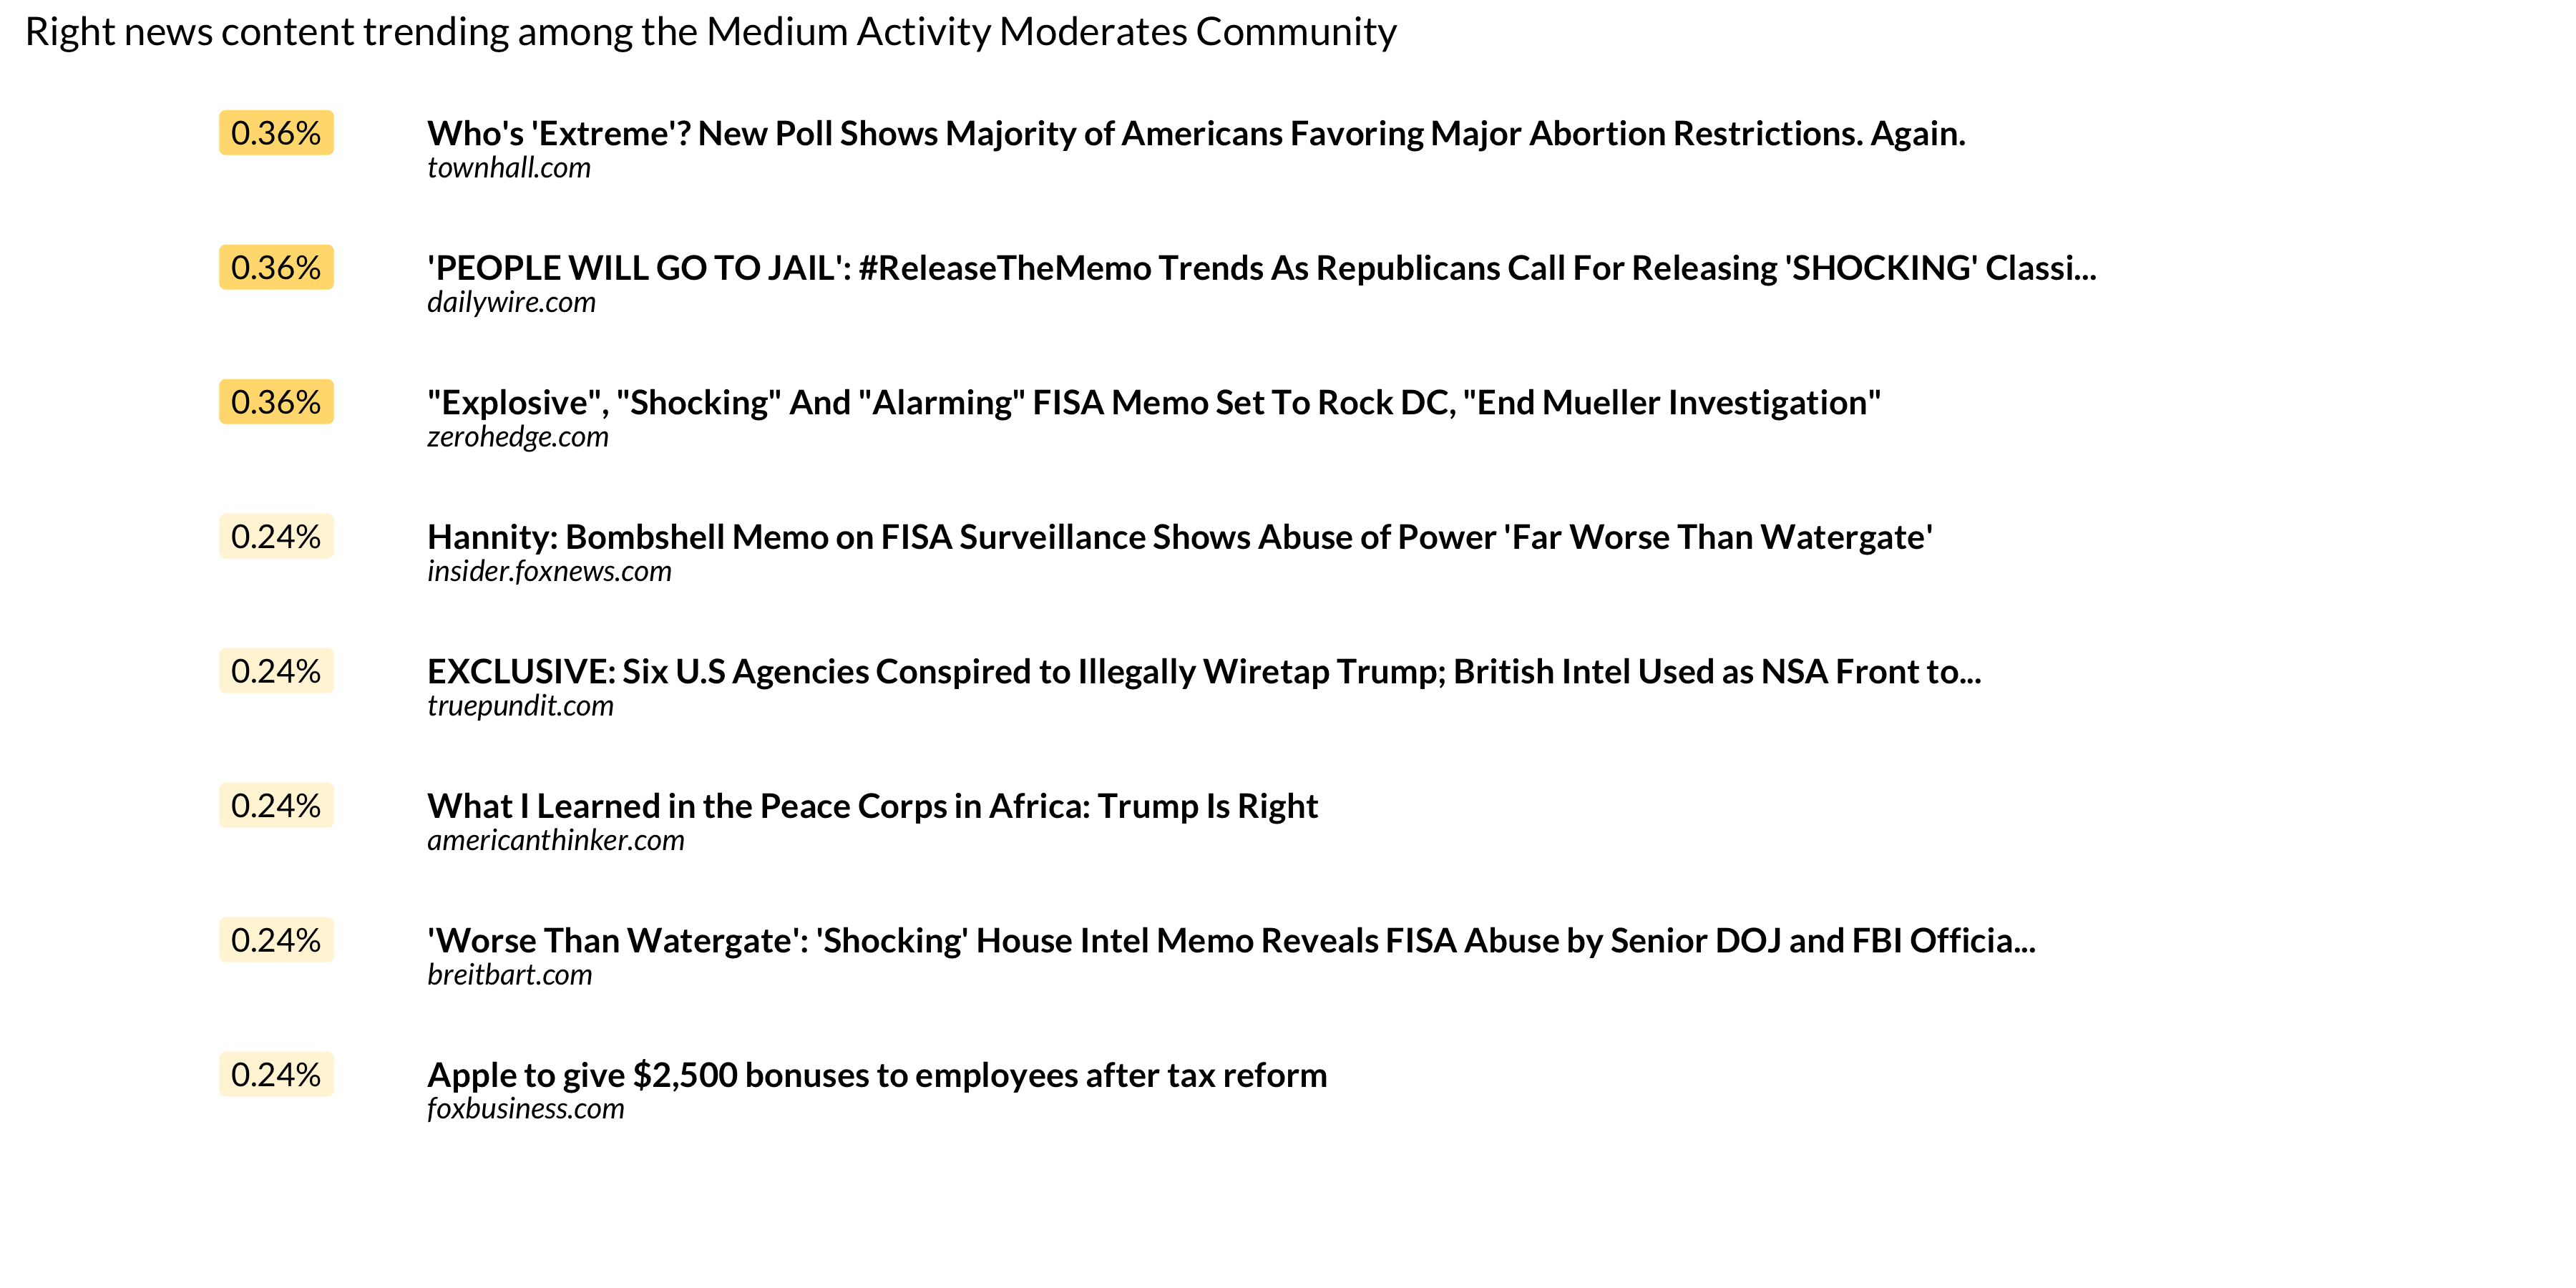 Right news content trending among the Medium Activity Moderates Community
0.36%
Who's 'Extreme'? New Poll Shows Majority of Americans Favoring Major Abortion Restrictions. Again.
townhall.com
0.36%
'PEOPLE WILL GO TO JAIL': #ReleaseTheMemo Trends As Republicans Call For Releasing 'SHOCKING' Classi...
dailywire.com
0.36%
"Explosive", "Shocking" And "Alarming" FISA Memo Set To Rock DC, "End Mueller Investigation"
zerohedge.com
0.24%
Hannity: Bombshell Memo on FISA Surveillance Shows Abuse of Power 'Far Worse Than Watergate'
insider.foxnews.com
0.24%
EXCLUSIVE: Six U.S Agencies Conspired to Illegally Wiretap Trump; British Intel Used as NSA Front to...
truepundit.com
0.24%
What I Learned in the Peace Corps in Africa: Trump Is Right
americanthinker.com
0.24%
'Worse Than Watergate': 'Shocking' House Intel Memo Reveals FISA Abuse by Senior DOJ and FBI Officia...
breitbart.com
0.24%
Apple to give $2,500 bonuses to employees after tax reform
foxbusiness.com